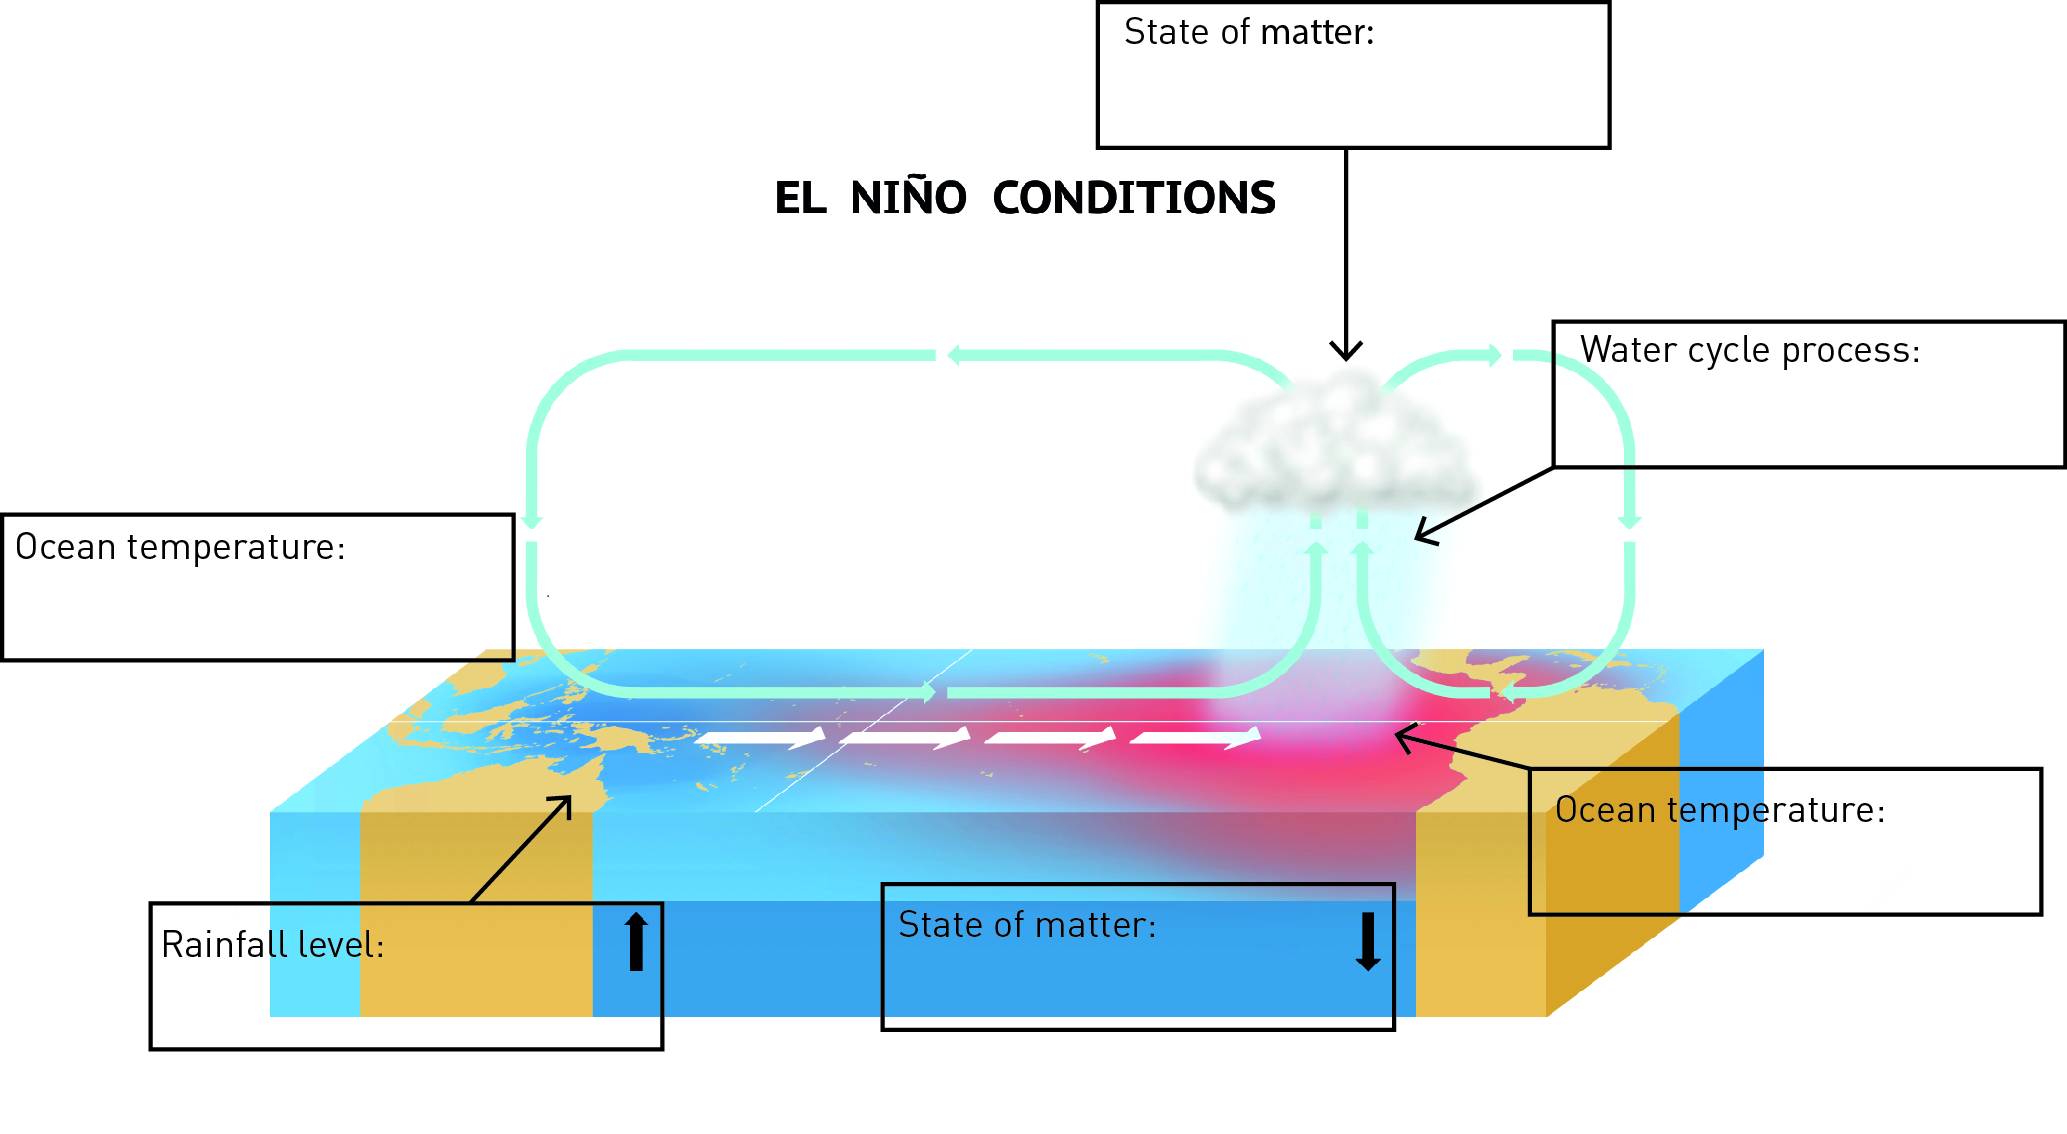 State of matter:
EL NIÑO CONDITIONS
Water cycle process:
Ocean temperature:
Ocean temperature:
Rainfall level:
State of matter: